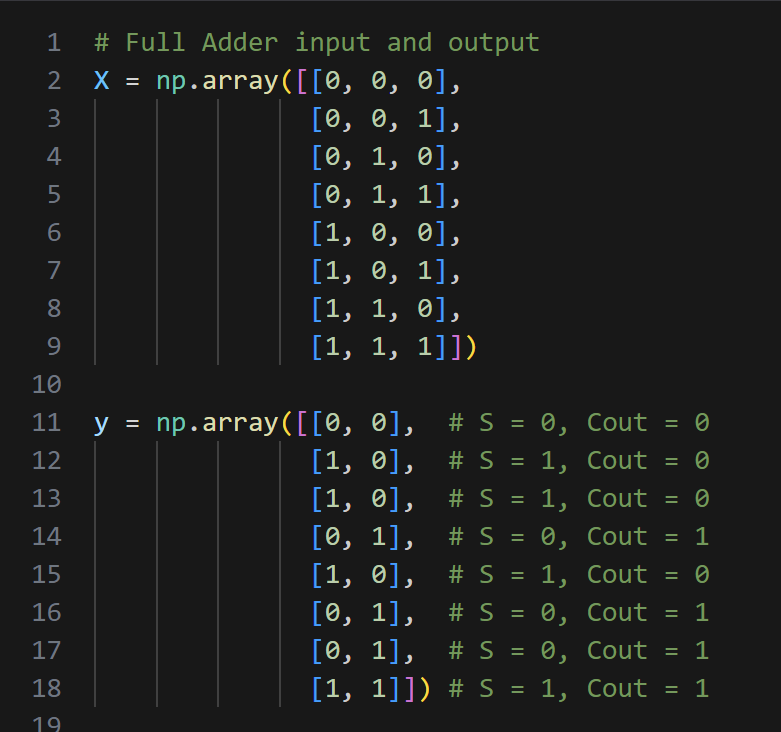 1 # Full Adder input and output
2 X = np.array([[0, 0, 0],
3 [0, 0, 1],
4 [0, 1, 0],
5 [0, 1, 1],
6 [1, 0, 0],
7 [1, 0, 1],
8 [1, 1, 0],
9 [1, 1, 1]])
10
11 y = np.array([[0, 0],  # S = 0, Cout = 0
12 [1, 0],  # S = 1, Cout = 0
13 [1, 0],  # S = 1, Cout = 0
14 [0, 1],  # S = 0, Cout = 1
15 [1, 0],  # S = 1, Cout = 0
16 [0, 1],  # S = 0, Cout = 1
17 [0, 1],  # S = 0, Cout = 1
18 [1, 1]]) # S = 1, Cout = 1
19